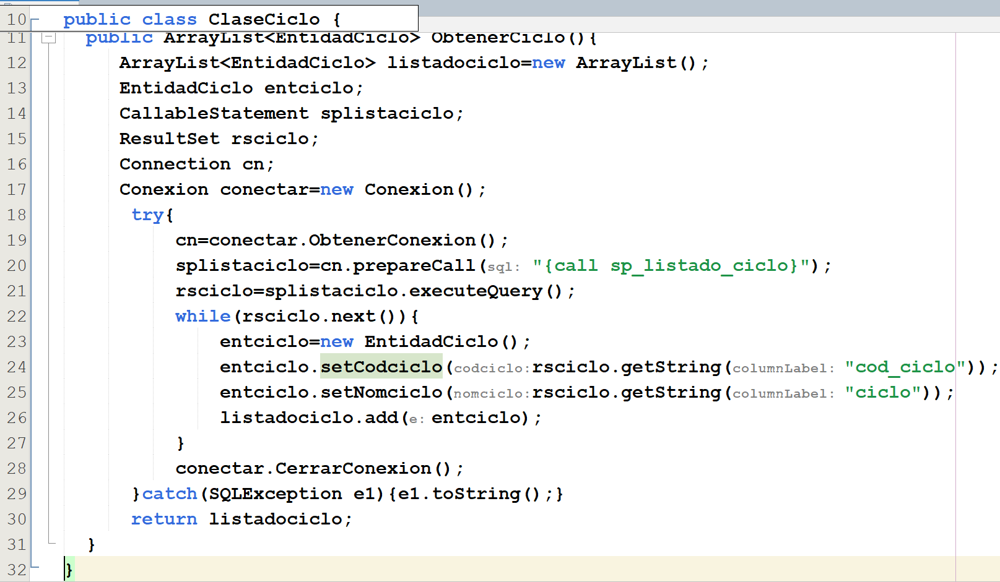 10 public class ClaseCiclo {
11 public ArrayList<EntidadCiclo> ObtenerCiclo(){
12 ArrayList<EntidadCiclo> listadociclo=new ArrayList();
13 EntidadCiclo entciclo;
14 CallableStatement splistaciclo;
15 ResultSet rsciclo;
16 Connection cn;
17 Conexion conectar=new Conexion();
18 try{
19 cn=conectar.ObtenerConexion();
20 splistaciclo=cn.prepareCall(sql: "{call sp_listado_ciclo}");
21 rsciclo=splistaciclo.executeQuery();
22 while(rsciclo.next()){
23 entciclo=new EntidadCiclo();
24 entciclo.setCodciclo(codciclo:rsciclo.getString(columnLabel: "cod_ciclo"));
25 entciclo.setNomciclo(nomciclo:rsciclo.getString(columnLabel: "ciclo"));
26 listadociclo.add(e: entciclo);
27 }
28 conectar.CerrarConexion();
29 }catch(SQLException e1){e1.toString();}
30 return listadociclo;
31 }
32 }